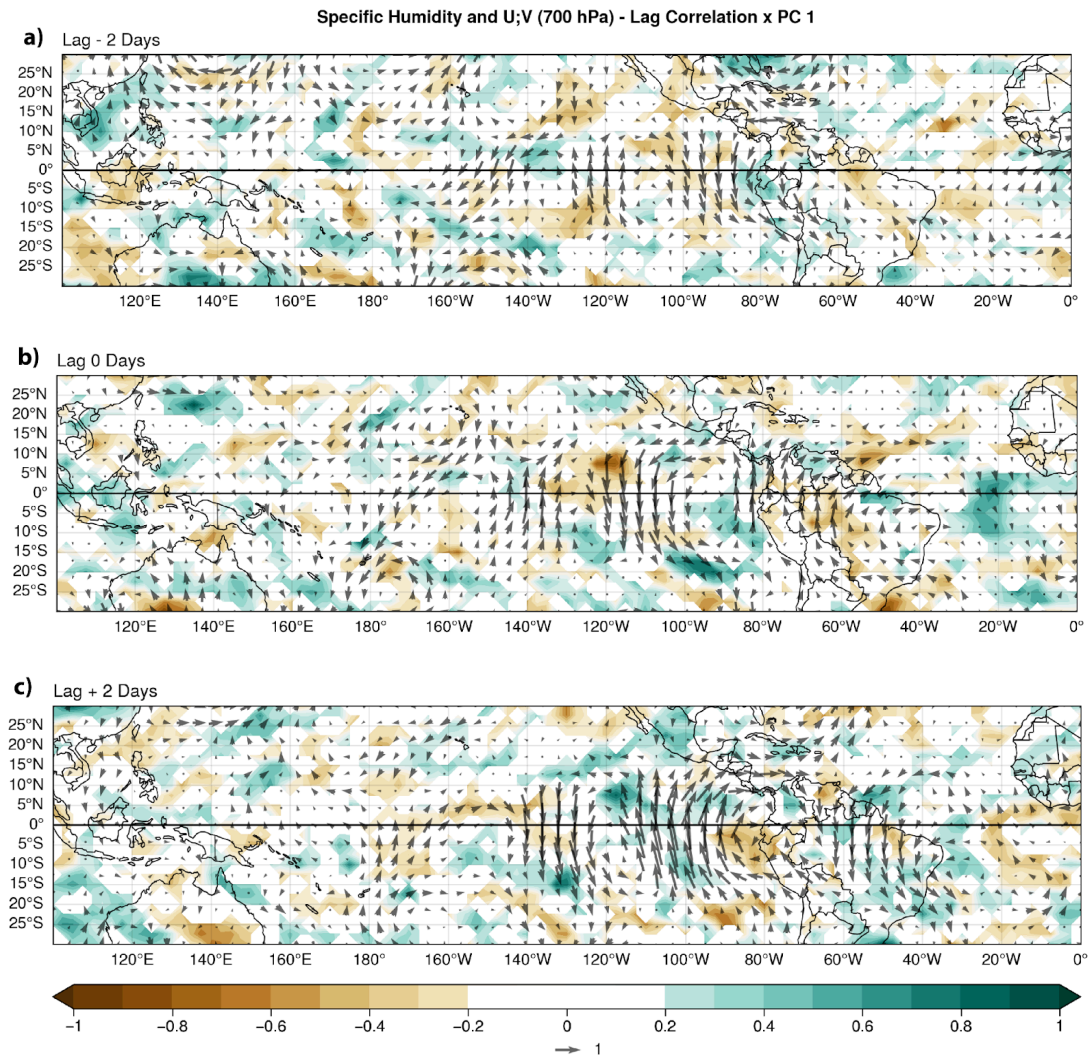 Specific Humidity and U;V (700 hPa) - Lag Correlation x PC 1
a) Lag - 2 Days
25°N
20°N
15°N
10°N
5°N
0°
5°S
10°S
15°S
20°S
25°S
120°E 140°E 160°E 180° 160°W 140°W 120°W 100°W 80°W 60°W 40°W 20°W 0°
b) Lag 0 Days
25°N
20°N
15°N
10°N
5°N
0°
5°S
10°S
15°S
20°S
25°S
120°E 140°E 160°E 180° 160°W 140°W 120°W 100°W 80°W 60°W 40°W 20°W 0°
c) Lag + 2 Days
25°N
20°N
15°N
10°N
5°N
0°
5°S
10°S
15°S
20°S
25°S
120°E 140°E 160°E 180° 160°W 140°W 120°W 100°W 80°W 60°W 40°W 20°W 0°
−1 −0.8 −0.6 −0.4 −0.2 0 0.2 0.4 0.6 0.8 1
1